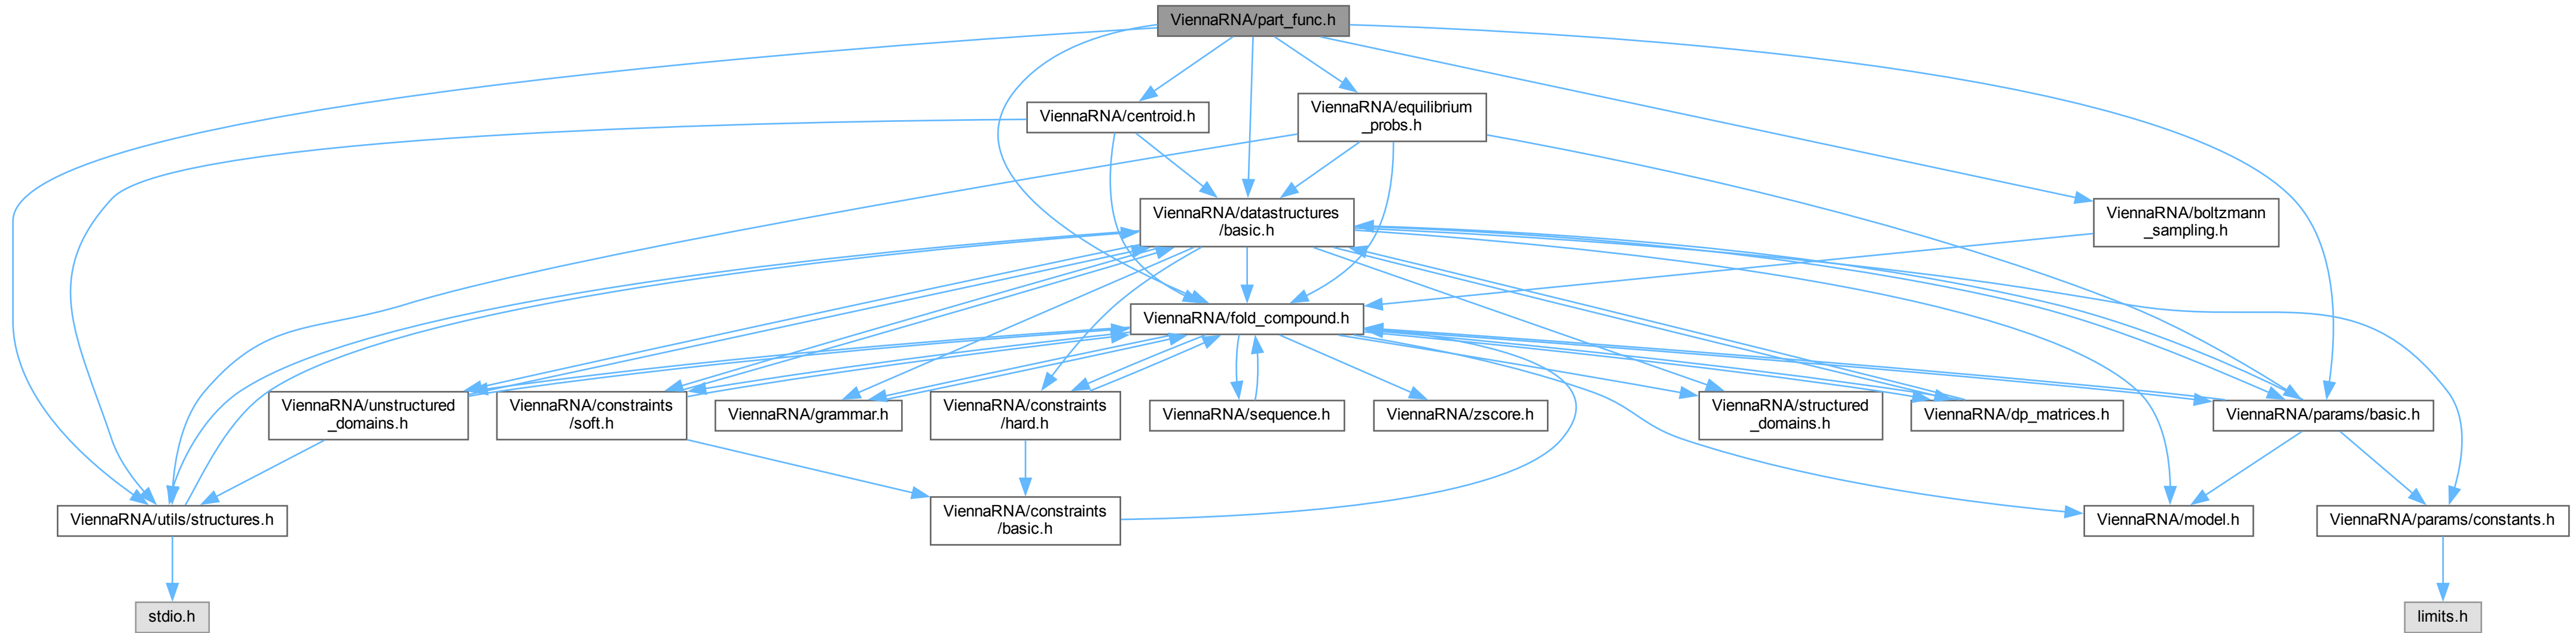 ViennaRNA/part_func.h
ViennaRNA/centroid.h
ViennaRNA/equilibrium
_probs.h
ViennaRNA/datastructures
/basic.h
ViennaRNA/boltzmann
_sampling.h
ViennaRNA/fold_compound.h
ViennaRNA/unstructured
_domains.h
ViennaRNA/constraints
/soft.h
ViennaRNA/grammar.h
ViennaRNA/constraints
/hard.h
ViennaRNA/sequence.h
ViennaRNA/zscore.h
ViennaRNA/structured
_domains.h
ViennaRNA/dp_matrices.h
ViennaRNA/params/basic.h
ViennaRNA/utils/structures.h
ViennaRNA/constraints
/basic.h
ViennaRNA/model.h
ViennaRNA/params/constants.h
stdio.h
limits.h